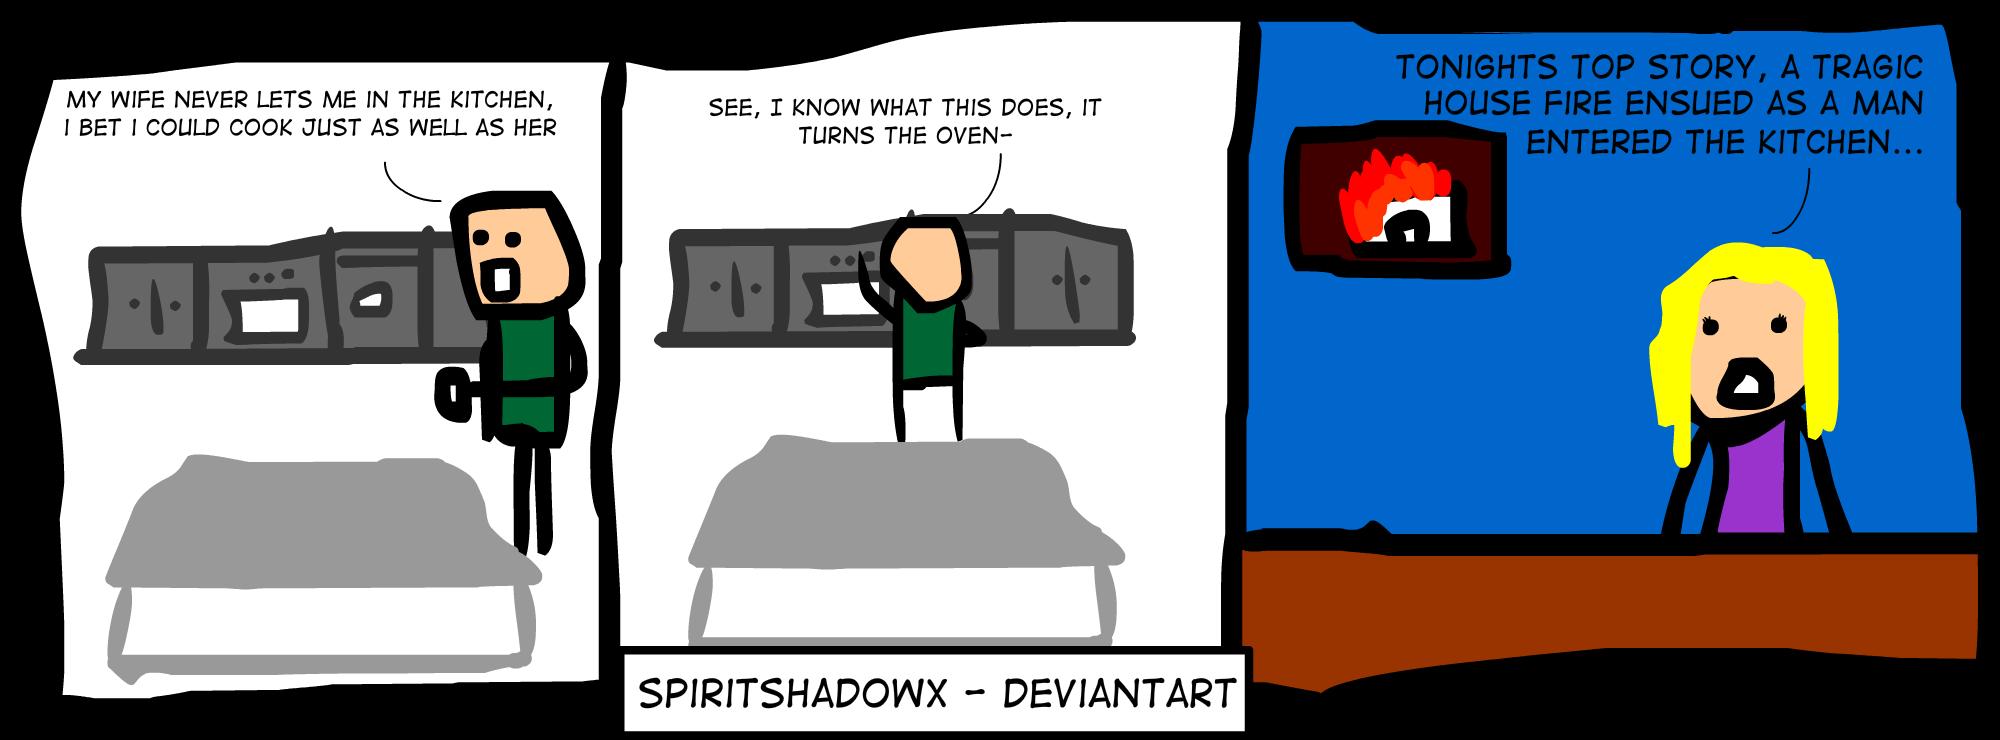 MY WIFE NEVER LETS ME IN THE KITCHEN,
I BET I COULD COOK JUST AS WELL AS HER
SEE, I KNOW WHAT THIS DOES, IT
TURNS THE OVEN-
TONIGHTS TOP STORY, A TRAGIC
HOUSE FIRE ENSUED AS A MAN
ENTERED THE KITCHEN...
SPIRITSHADOWX - DEVIANTART